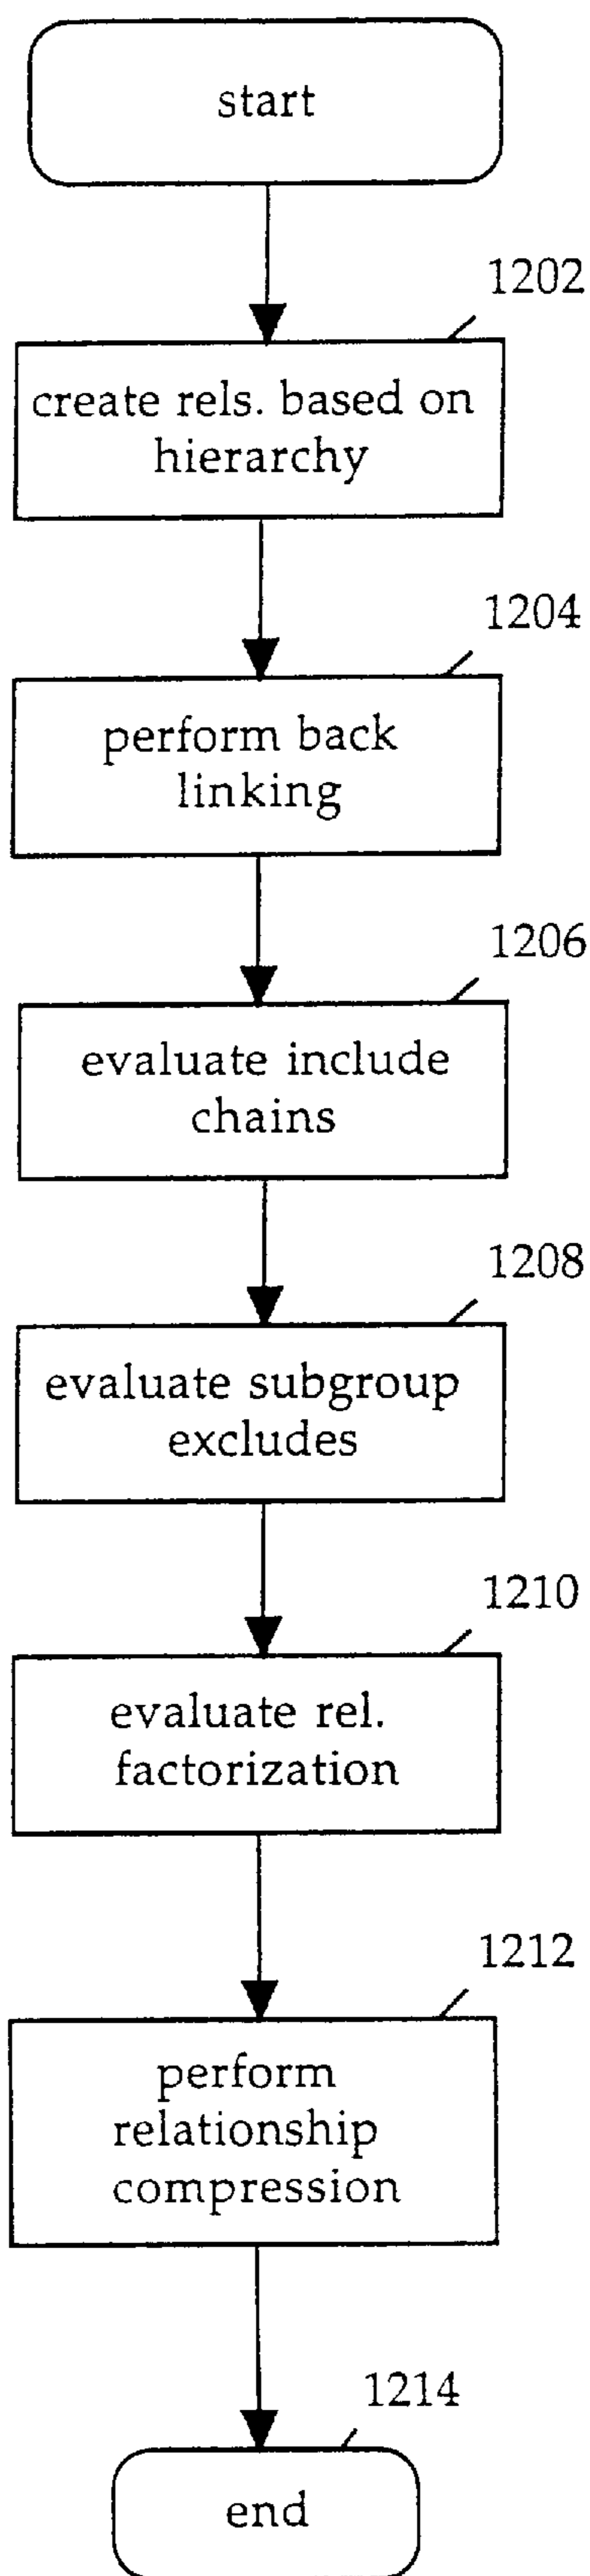 start
1202
create rels. based on
hierarchy
1204
perform back
linking
1206
evaluate include
chains
1208
evaluate subgroup
excludes
1210
evaluate rel.
factorization
1212
perform
relationship
compression
1214
end